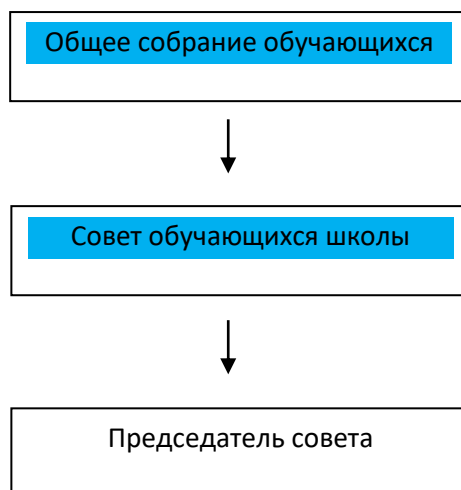 Общее собрание обучающихся
Совет обучающихся школы
Председатель совета